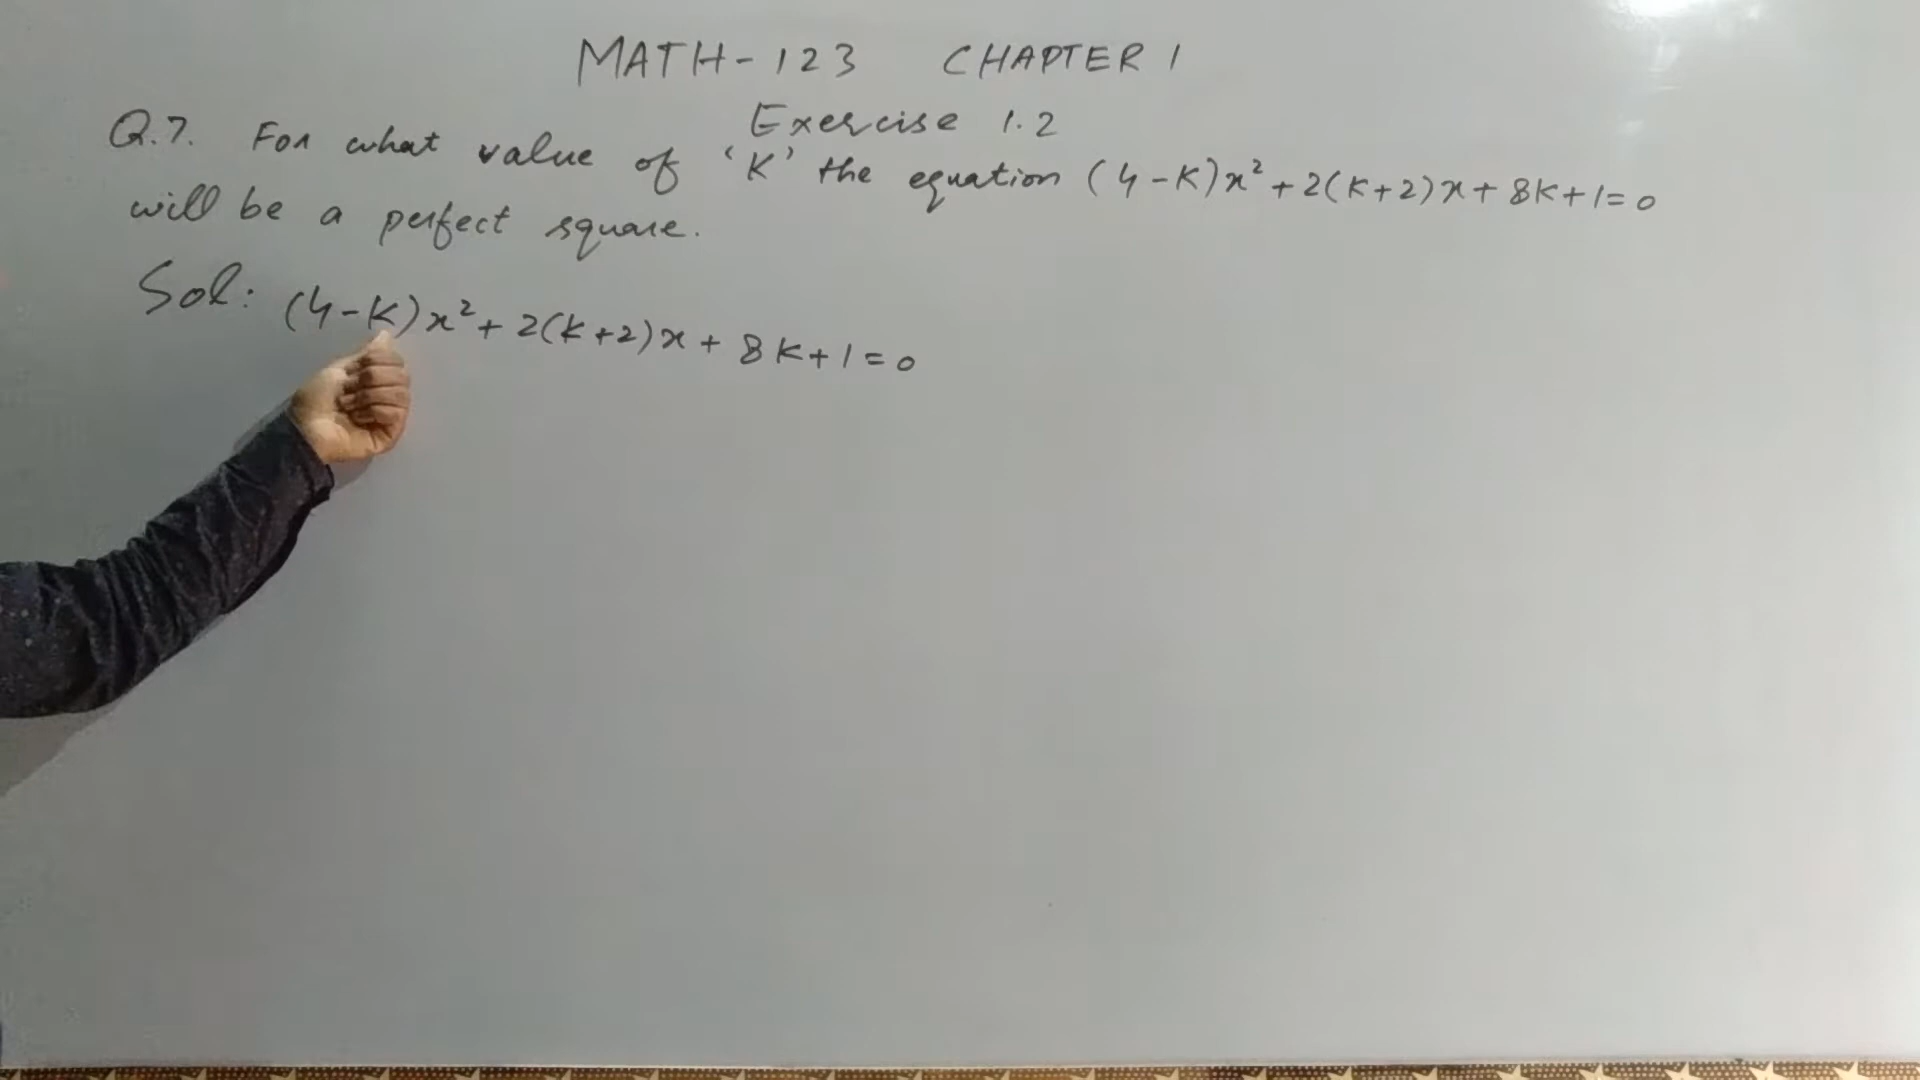 MATH-123 CHAPTER 1
Exercise 1.2
Q.7. For what value of 'K' the equation (4-K)x²+2(K+2)x+8K+1=0
will be a perfect square.
Sol: (4-K)x²+2(K+2)x+8K+1=0